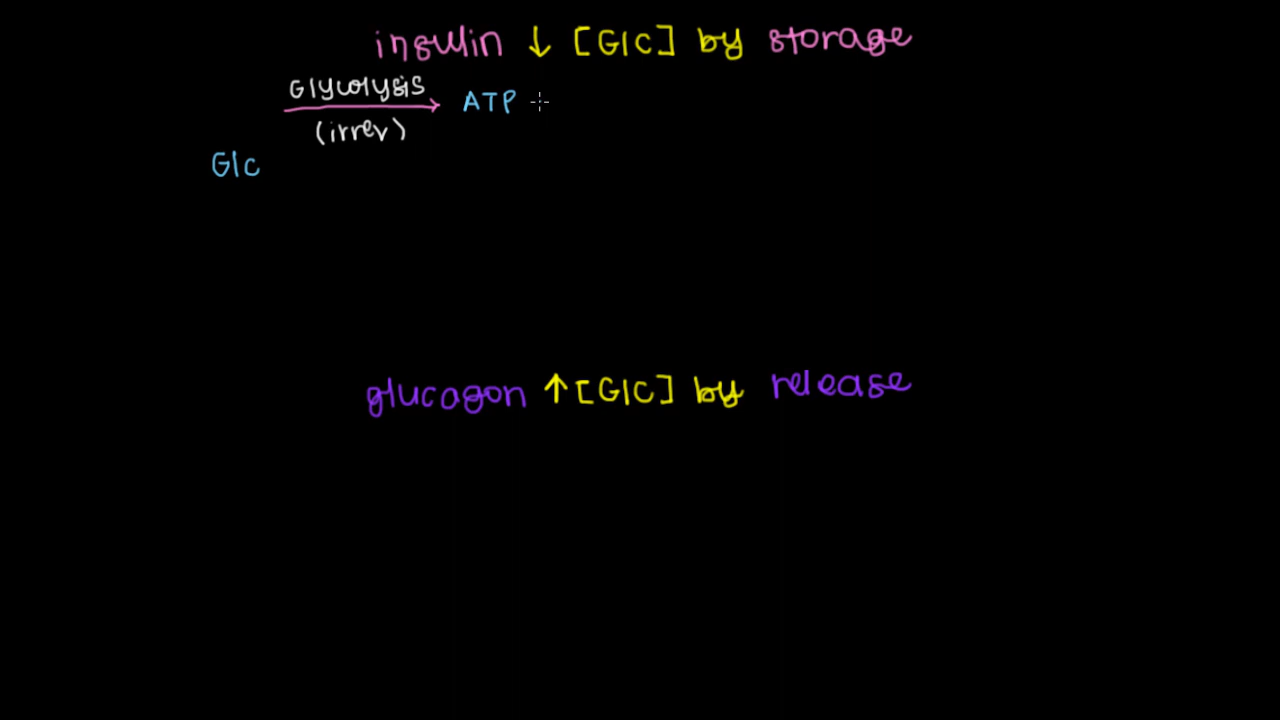 insulin ↓ [Glc] by storage
Glycolysis
(irrev)
ATP
Glc
glucagon ↑ [Glc] by release